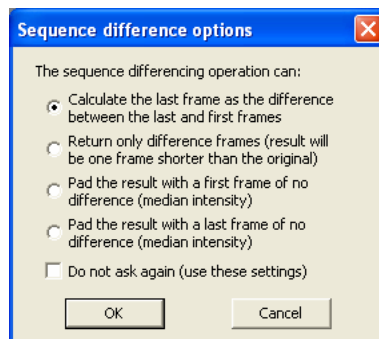 Sequence difference options
The sequence differencing operation can:
Calculate the last frame as the difference
between the last and first frames
Return only difference frames (result will
be one frame shorter than the original)
Pad the result with a first frame of no
difference (median intensity)
Pad the result with a last frame of no
difference (median intensity)
Do not ask again (use these settings)
OK
Cancel